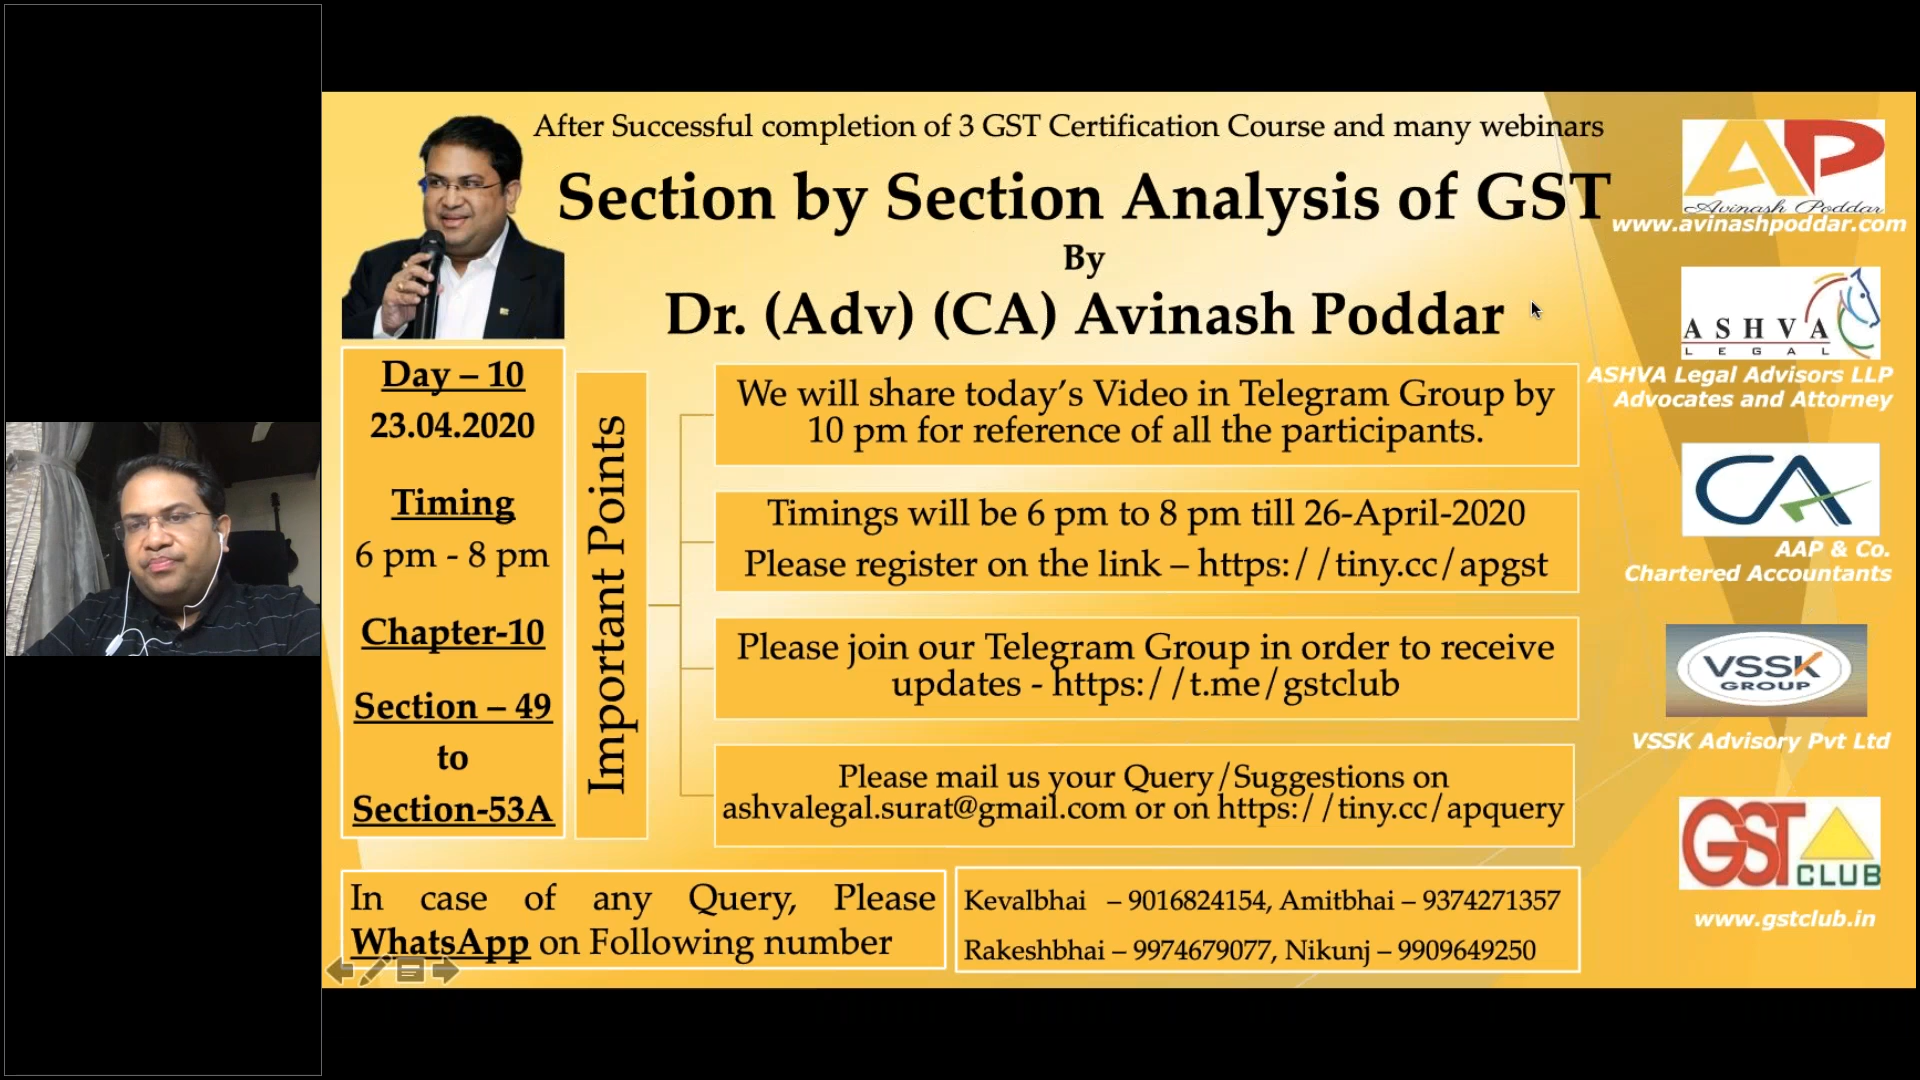 After Successful completion of 3 GST Certification Course and many webinars
Section by Section Analysis of GST
By
Dr. (Adv) (CA) Avinash Poddar
Day – 10
23.04.2020
Timing
6 pm - 8 pm
Chapter-10
Section – 49
to
Section-53A
Important Points
We will share today's Video in Telegram Group by
10 pm for reference of all the participants.
Timings will be 6 pm to 8 pm till 26-April-2020
Please register on the link – https://tiny.cc/apgst
Please join our Telegram Group in order to receive
updates - https://t.me/gstclub
Please mail us your Query/Suggestions on
ashvalegal.surat@gmail.com or on https://tiny.cc/apquery
In case of any Query, Please
WhatsApp on Following number
Kevalbhai – 9016824154, Amitbhai – 9374271357
Rakeshbhai – 9974679077, Nikunj – 9909649250
AP
Avinash Poddar
www.avinashpoddar.com
ASHVA
LEGAL
ASHVA Legal Advisors LLP
Advocates and Attorney
CA
AAP & Co.
Chartered Accountants
VSSK
GROUP
VSSK Advisory Pvt Ltd
GST
CLUB
www.gstclub.in